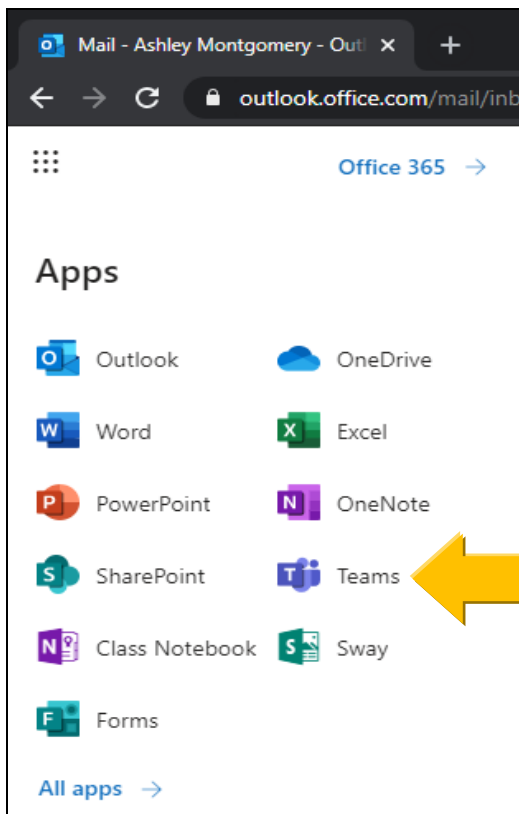 Mail - Ashley Montgomery - Out
outlook.office.com/mail/inb
Office 365
Apps
Outlook
OneDrive
Word
Excel
PowerPoint
OneNote
SharePoint
Teams
Class Notebook
Sway
Forms
All apps